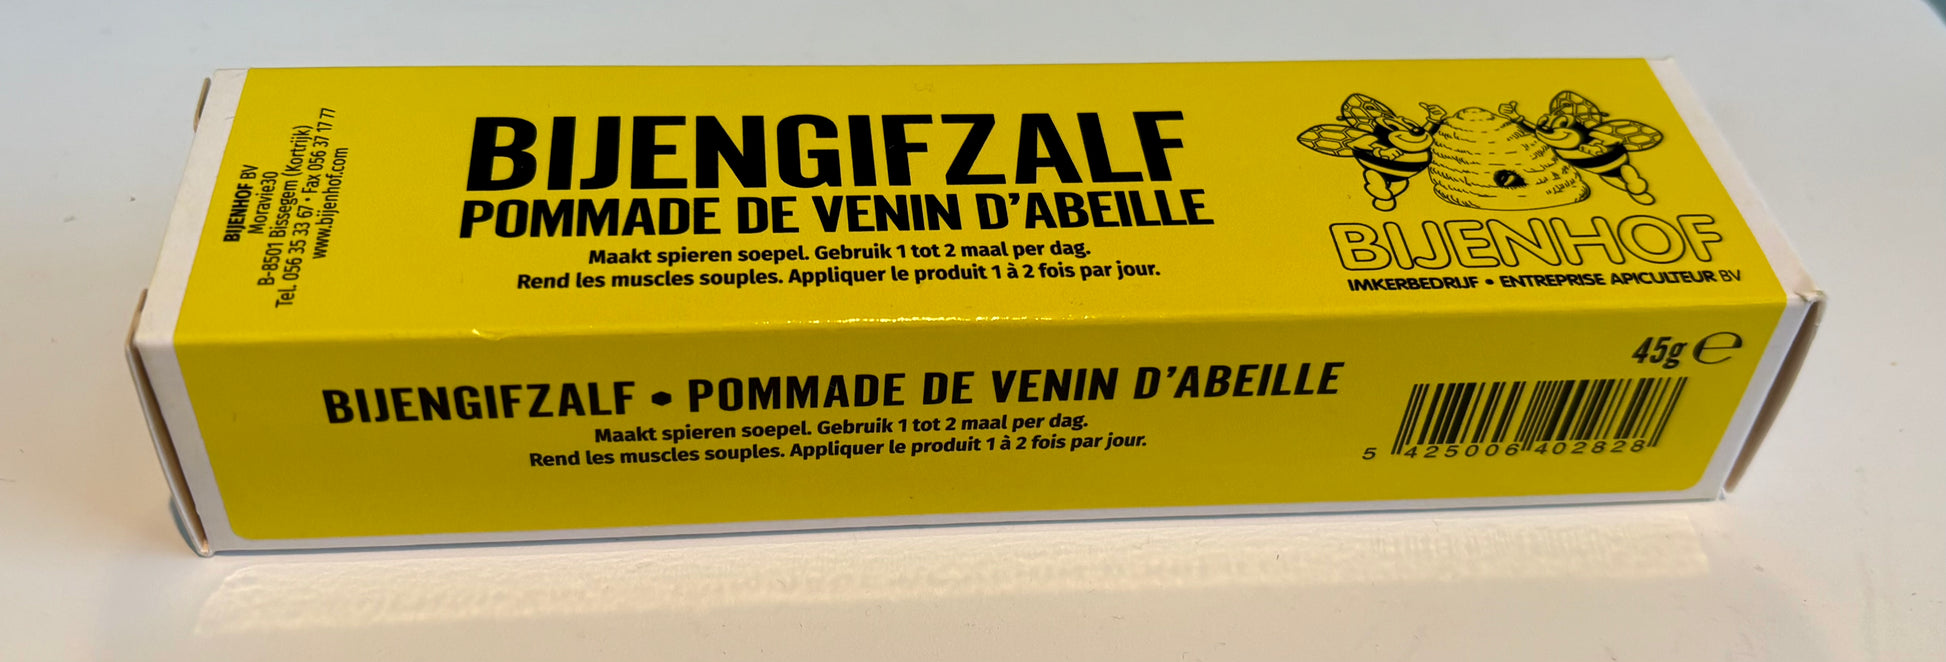 BIJENHOF BV
Moravie30
B-8501 Bissegem (Kortrijk)
Tel. 056 35 33 67 • Fax 056 37 17 77
www.bijenhof.com
BIJENGIFZALF
POMMADE DE VENIN D'ABEILLE
Maakt spieren soepel. Gebruik 1 tot 2 maal per dag.
Rend les muscles souples. Appliquer le produit 1 à 2 fois par jour.
BIJENHOF
IMKERBEDRIJF • ENTREPRISE APICULTEUR BV
BIJENGIFZALF • POMMADE DE VENIN D'ABEILLE
Maakt spieren soepel. Gebruik 1 tot 2 maal per dag.
Rend les muscles souples. Appliquer le produit 1 à 2 fois par jour.
45g ℮
5 425006 402828